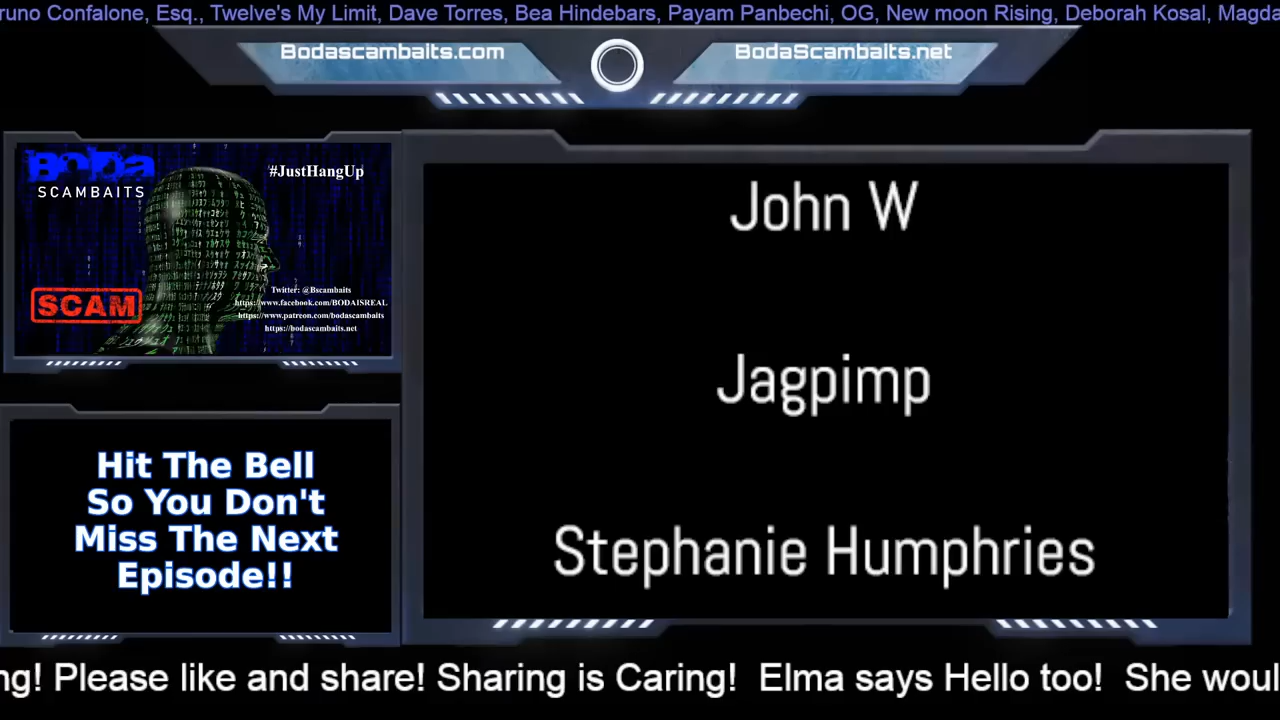 runo Confalone, Esq., Twelve's My Limit, Dave Torres, Bea Hindebars, Payam Panbechi, OG, New moon Rising, Deborah Kosal, Magda
Bodascambaits.com
BodaScambaits.net
BoDa
SCAMBAITS
#JustHangUp
SCAM
Twitter: @Bscambaits
https://www.facebook.com/BODAISREAL
https://www.patreon.com/bodascambaits
https://bodascambaits.net
John W
Jagpimp
Stephanie Humphries
Hit The Bell
So You Don't
Miss The Next
Episode!!
ng! Please like and share! Sharing is Caring! Elma says Hello too! She woul